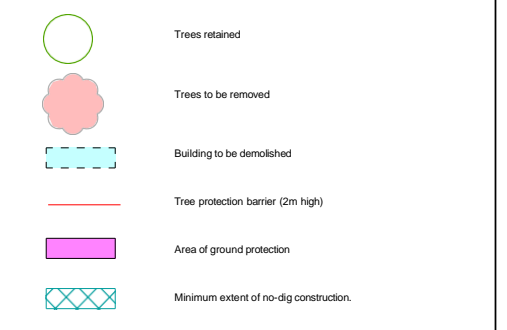 Trees retained
Trees to be removed
Building to be demolished
Tree protection barrier (2m high)
Area of ground protection
Minimum extent of no-dig construction.